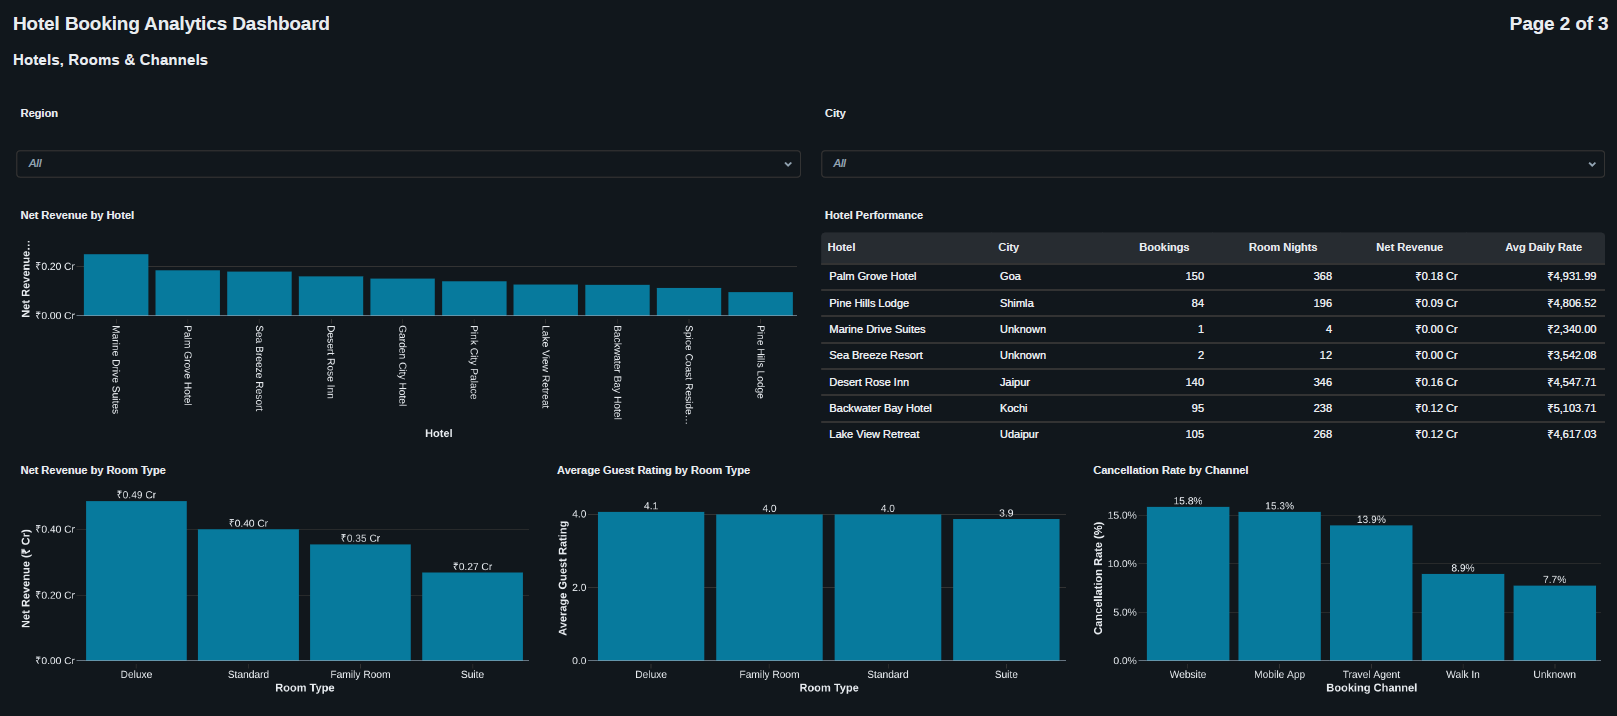 Hotel Booking Analytics Dashboard
Page 2 of 3
Hotels, Rooms & Channels
Region
City
All
All
Net Revenue by Hotel
Net Revenue...
₹0.20 Cr
₹0.00 Cr
Marine Drive Suites
Palm Grove Hotel
Sea Breeze Resort
Desert Rose Inn
Garden City Hotel
Pink City Palace
Lake View Retreat
Backwater Bay Hotel
Spice Coast Reside...
Pine Hills Lodge
Hotel
Hotel Performance
Hotel City Bookings Room Nights Net Revenue Avg Daily Rate
Palm Grove Hotel Goa 150 368 ₹0.18 Cr ₹4,931.99
Pine Hills Lodge Shimla 84 196 ₹0.09 Cr ₹4,806.52
Marine Drive Suites Unknown 1 4 ₹0.00 Cr ₹2,340.00
Sea Breeze Resort Unknown 2 12 ₹0.00 Cr ₹3,542.08
Desert Rose Inn Jaipur 140 346 ₹0.16 Cr ₹4,547.71
Backwater Bay Hotel Kochi 95 238 ₹0.12 Cr ₹5,103.71
Lake View Retreat Udaipur 105 268 ₹0.12 Cr ₹4,617.03
Net Revenue by Room Type
Net Revenue (₹ Cr)
₹0.40 Cr
₹0.20 Cr
₹0.00 Cr
₹0.49 Cr
₹0.40 Cr
₹0.35 Cr
₹0.27 Cr
Deluxe Standard Family Room Suite
Room Type
Average Guest Rating by Room Type
Average Guest Rating
4.0
2.0
0.0
4.1
4.0
4.0
3.9
Deluxe Family Room Standard Suite
Room Type
Cancellation Rate by Channel
Cancellation Rate (%)
15.0%
10.0%
5.0%
0.0%
15.8%
15.3%
13.9%
8.9%
7.7%
Website Mobile App Travel Agent Walk In Unknown
Booking Channel